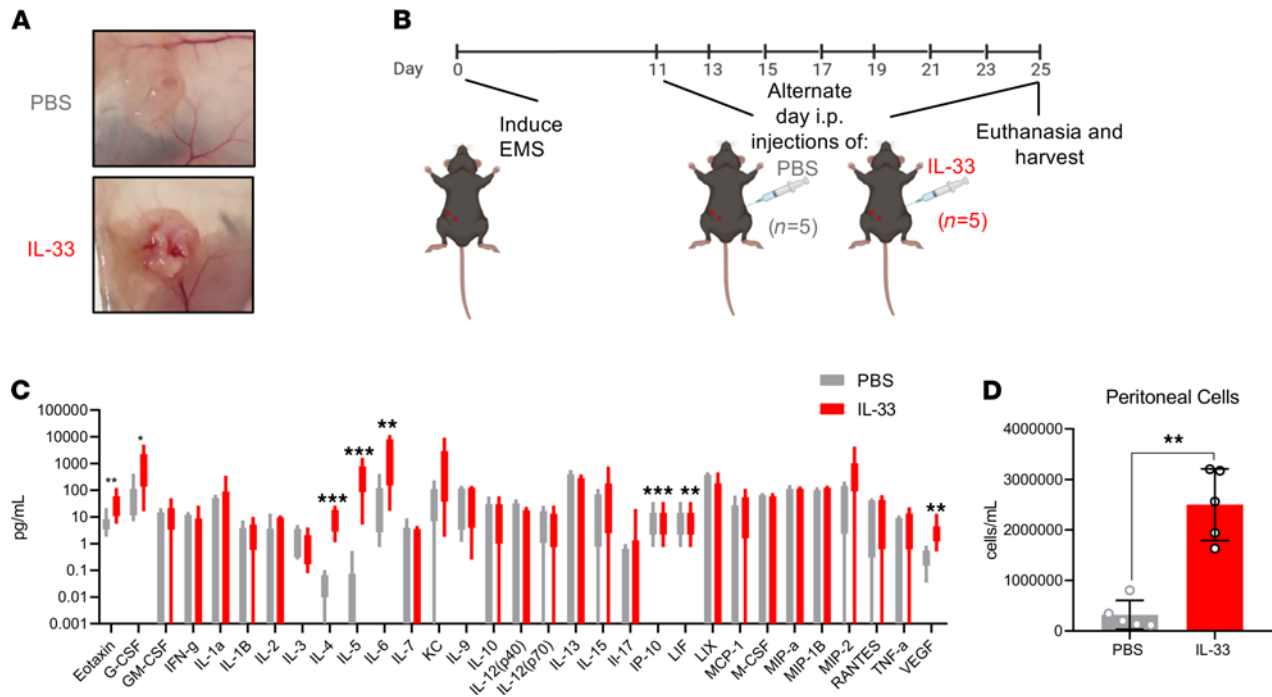 A
PBS
IL-33
B
Day
0 11 13 15 17 19 21 23 25
Induce
EMS
Alternate
day i.p.
injections of:
PBS
(n=5)
IL-33
(n=5)
Euthanasia and
harvest
C
PBS
IL-33
pg/mL
100000
10000
1000
100
10
1
0.1
0.01
0.001
** * *** *** ** *** ** **
Eotaxin G-CSF GM-CSF IFN-g IL-1a IL-1B IL-2 IL-3 IL-4 IL-5 IL-6 IL-7 KC IL-9 IL-10 IL-12(p40) IL-12(p70) IL-13 IL-15 Il-17 IP-10 LIF LIX MCP-1 M-CSF MIP-a MIP-1B MIP-2 RANTES TNF-a VEGF
D
Peritoneal Cells
**
cells/mL
4000000
3000000
2000000
1000000
0
PBS IL-33